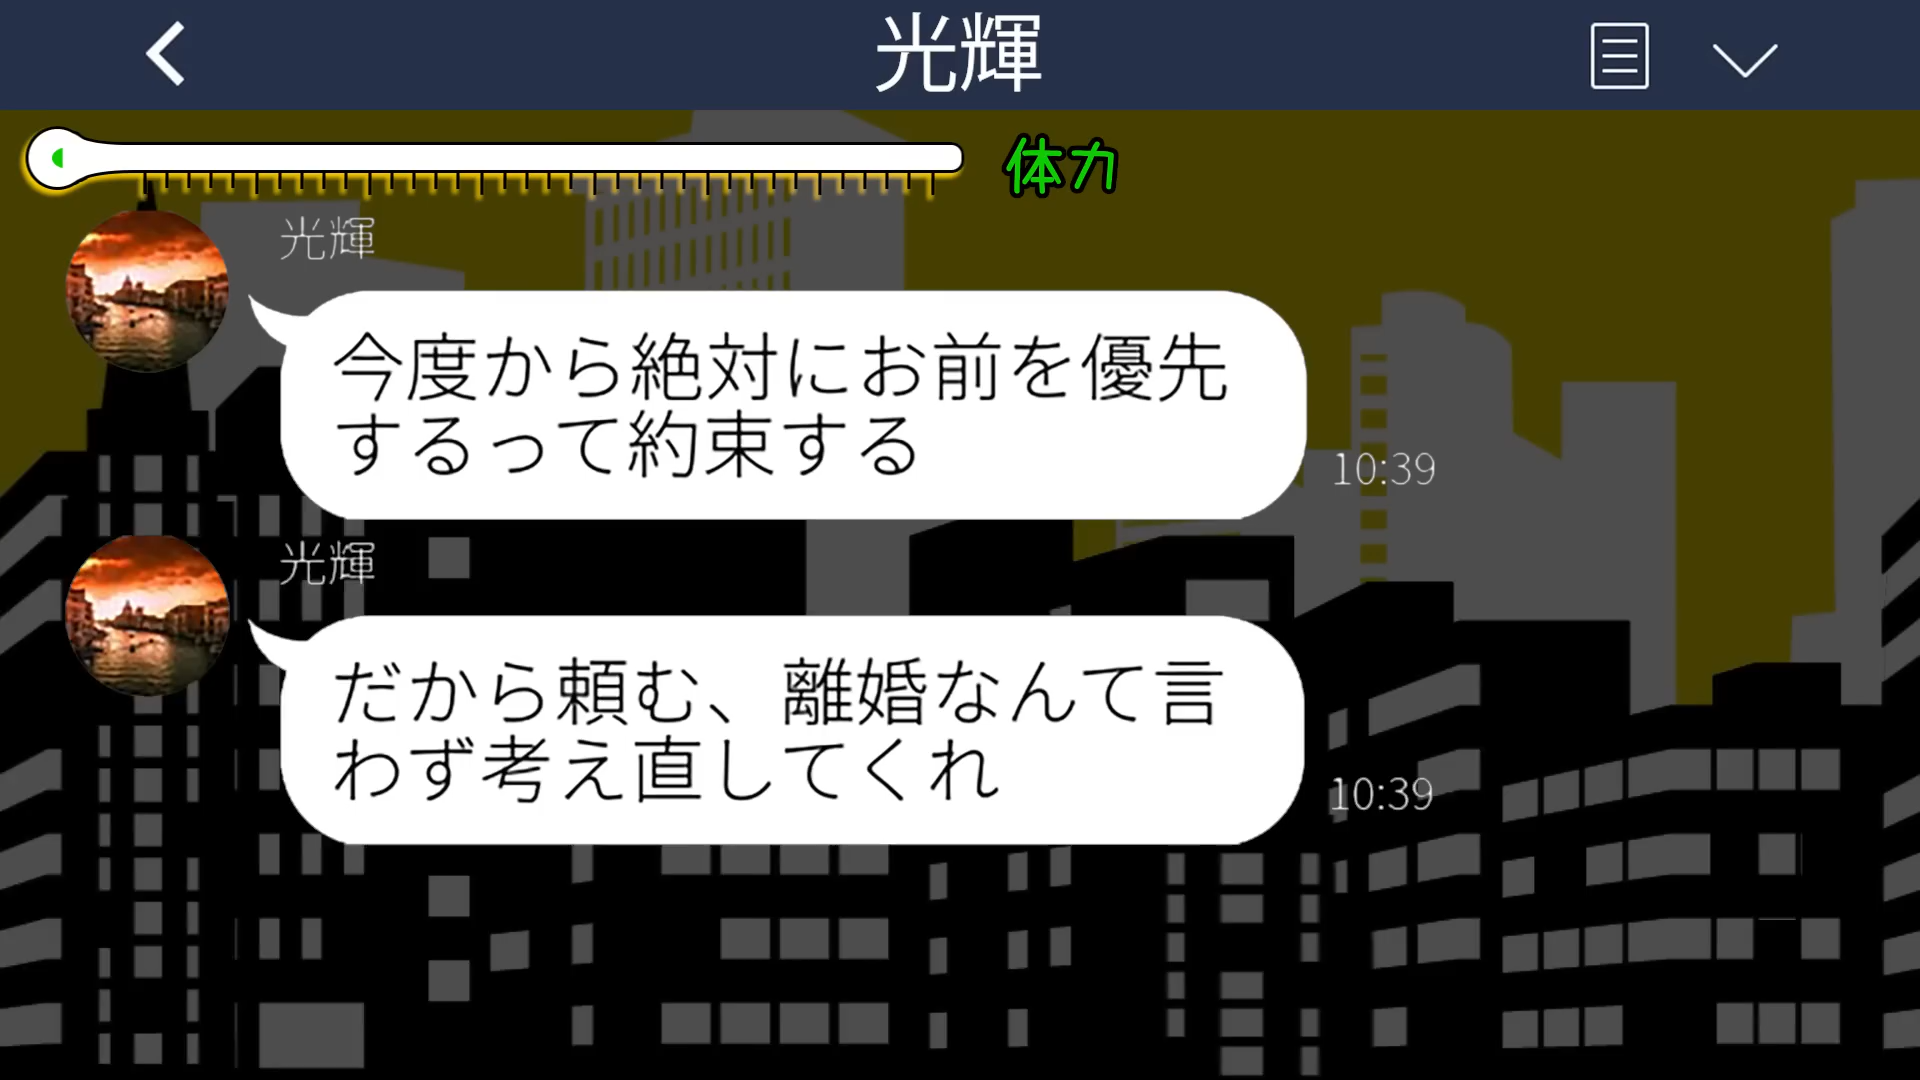 光輝
体力
光輝
今度から絶対にお前を優先
するって約束する
10:39
光輝
だから頼む、離婚なんて言
わず考え直してくれ
10:39